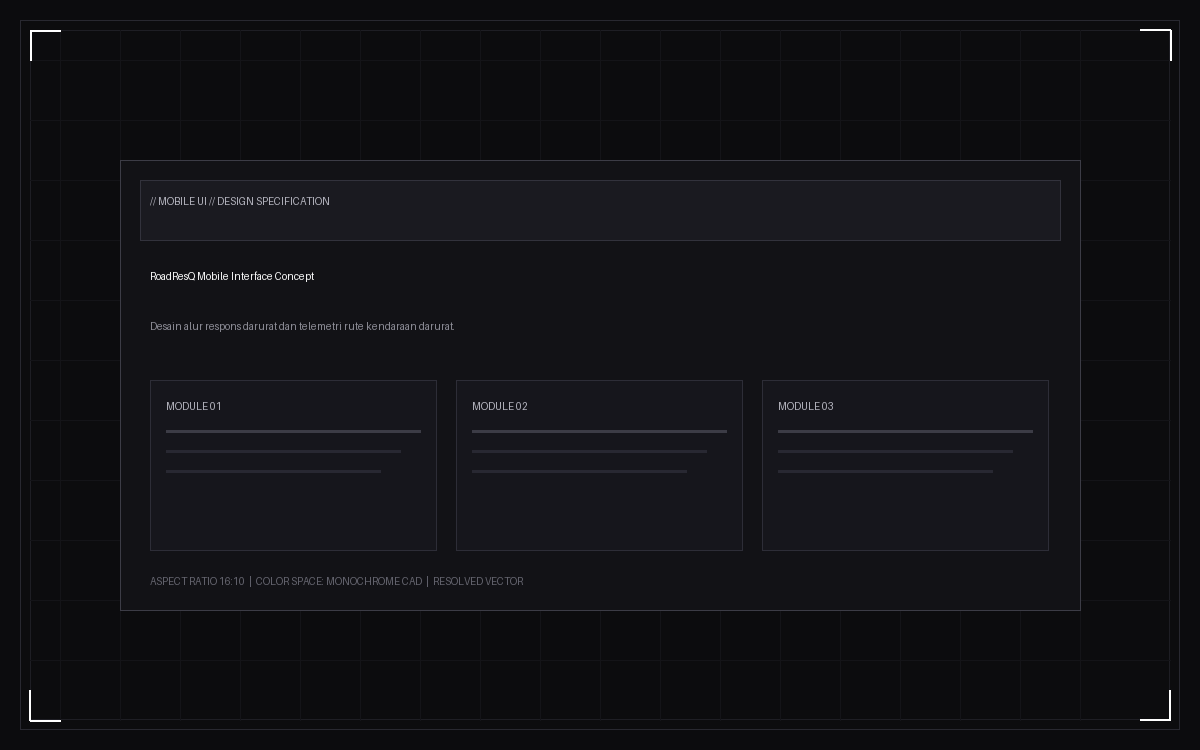 // MOBILE UI // DESIGN SPECIFICATION
RoadResQ Mobile Interface Concept
Desain alur respons darurat dan telemetri rute kendaraan darurat.
MODULE 01
MODULE 02
MODULE 03
ASPECT RATIO 16:10 | COLOR SPACE: MONOCHROME CAD | RESOLVED VECTOR